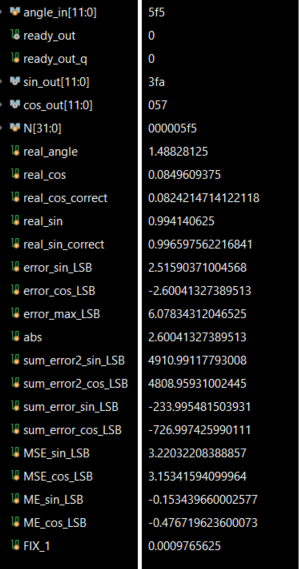 angle_in[11:0] 5f5
ready_out 0
ready_out_q 0
sin_out[11:0] 3fa
cos_out[11:0] 057
N[31:0] 000005f5
real_angle 1.48828125
real_cos 0.0849609375
real_cos_correct 0.0824214714122118
real_sin 0.994140625
real_sin_correct 0.996597562216841
error_sin_LSB 2.51590371004568
error_cos_LSB -2.60041327389513
error_max_LSB 6.07834312046525
abs 2.60041327389513
sum_error2_sin_LSB 4910.99117793008
sum_error2_cos_LSB 4808.95931002445
sum_error_sin_LSB -233.995481503931
sum_error_cos_LSB -726.997425990111
MSE_sin_LSB 3.22032208388857
MSE_cos_LSB 3.15341594099964
ME_sin_LSB -0.153439660002577
ME_cos_LSB -0.476719623600073
FIX_1 0.0009765625